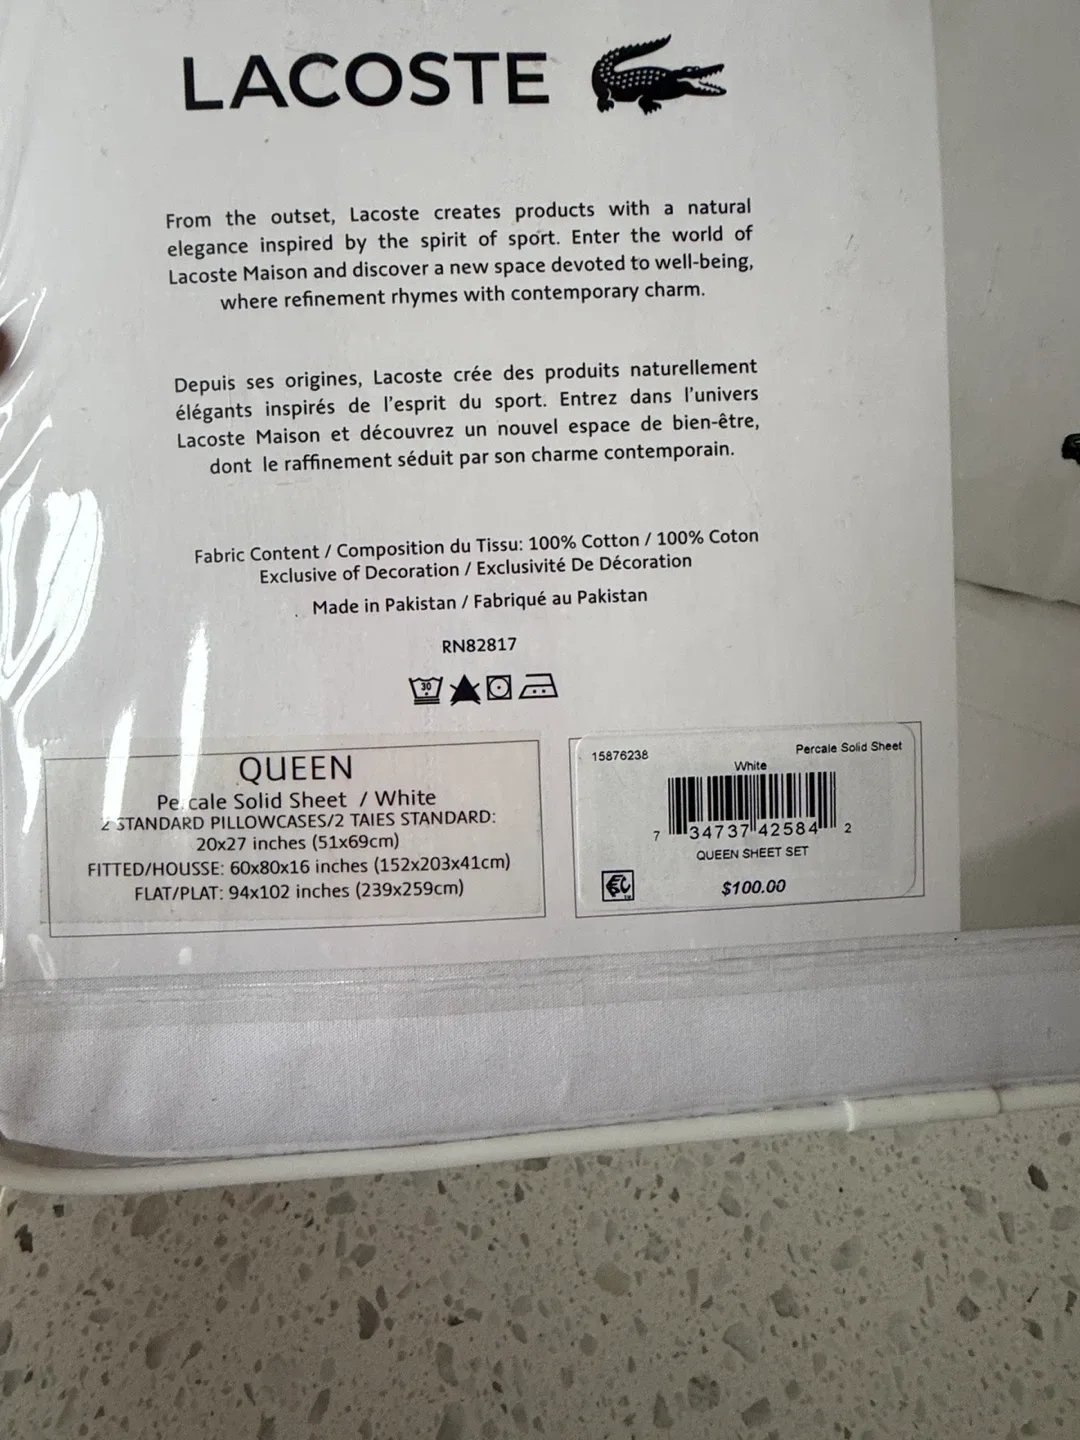 LACOSTE
From the outset, Lacoste creates products with a natural
elegance inspired by the spirit of sport. Enter the world of
Lacoste Maison and discover a new space devoted to well-being,
where refinement rhymes with contemporary charm.
Depuis ses origines, Lacoste crée des produits naturellement
élégants inspirés de l'esprit du sport. Entrez dans l'univers
Lacoste Maison et découvrez un nouvel espace de bien-être,
dont le raffinement séduit par son charme contemporain.
Fabric Content / Composition du Tissu: 100% Cotton / 100% Coton
Exclusive of Decoration / Exclusivité De Décoration
Made in Pakistan / Fabriqué au Pakistan
RN82817
30
QUEEN
Percale Solid Sheet / White
2 STANDARD PILLOWCASES/2 TAIES STANDARD:
20x27 inches (51x69cm)
FITTED/HOUSSE: 60x80x16 inches (152x203x41cm)
FLAT/PLAT: 94x102 inches (239x259cm)
15876238
Percale Solid Sheet
White
7 34737 42584 2
QUEEN SHEET SET
$100.00